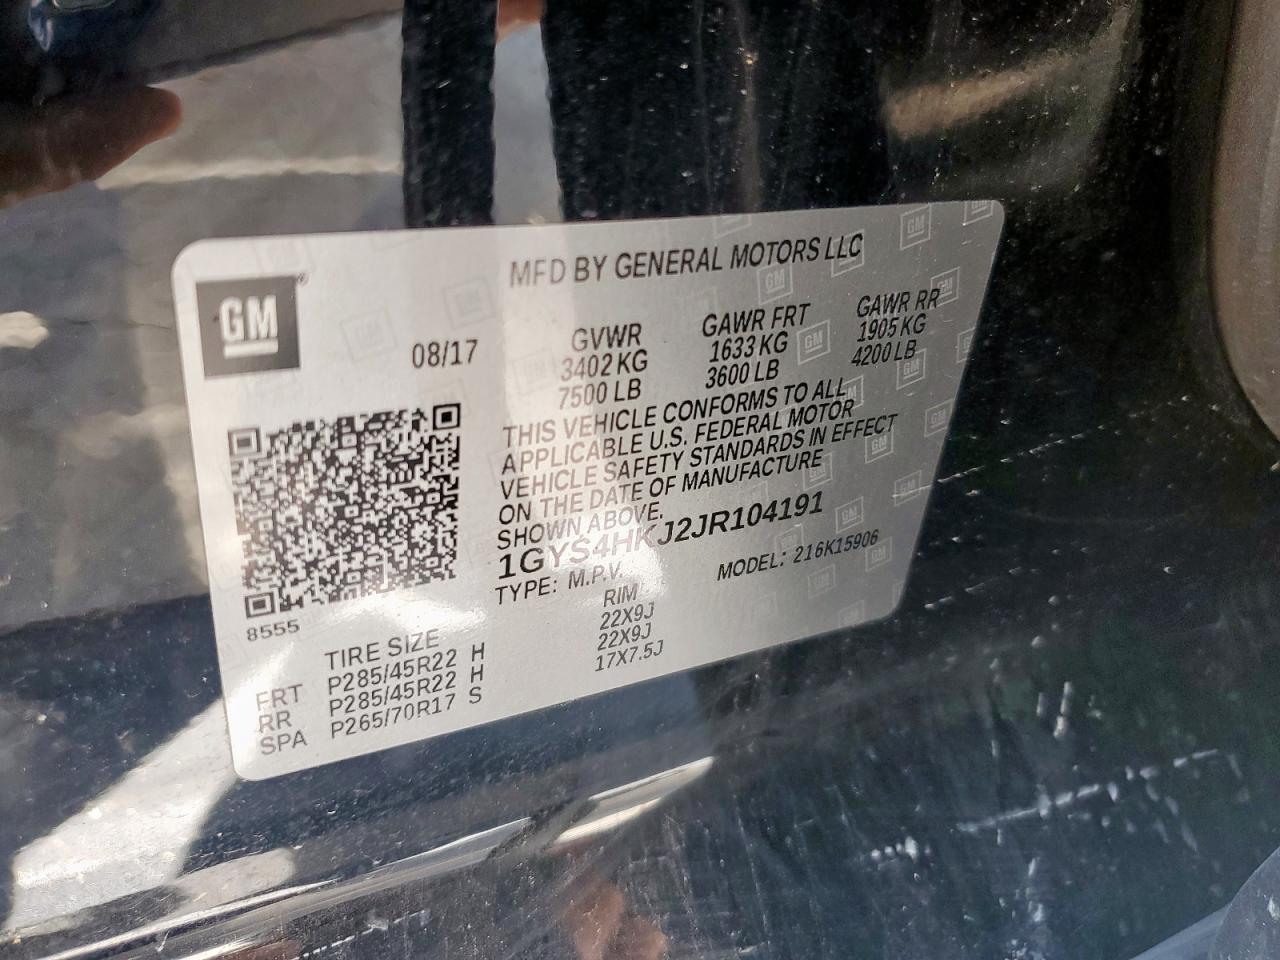 GM
MFD BY GENERAL MOTORS LLC
08/17
GVWR GAWR FRT GAWR RR
3402 KG 1633 KG 1905 KG
7500 LB 3600 LB 4200 LB
THIS VEHICLE CONFORMS TO ALL
APPLICABLE U.S. FEDERAL MOTOR
VEHICLE SAFETY STANDARDS IN EFFECT
ON THE DATE OF MANUFACTURE
SHOWN ABOVE.
1GYS4HKJ2JR104191
TYPE: M.P.V. MODEL: 216K15906
8555
TIRE SIZE RIM
FRT P285/45R22 H 22X9J
RR P285/45R22 H 22X9J
SPA P265/70R17 S 17X7.5J